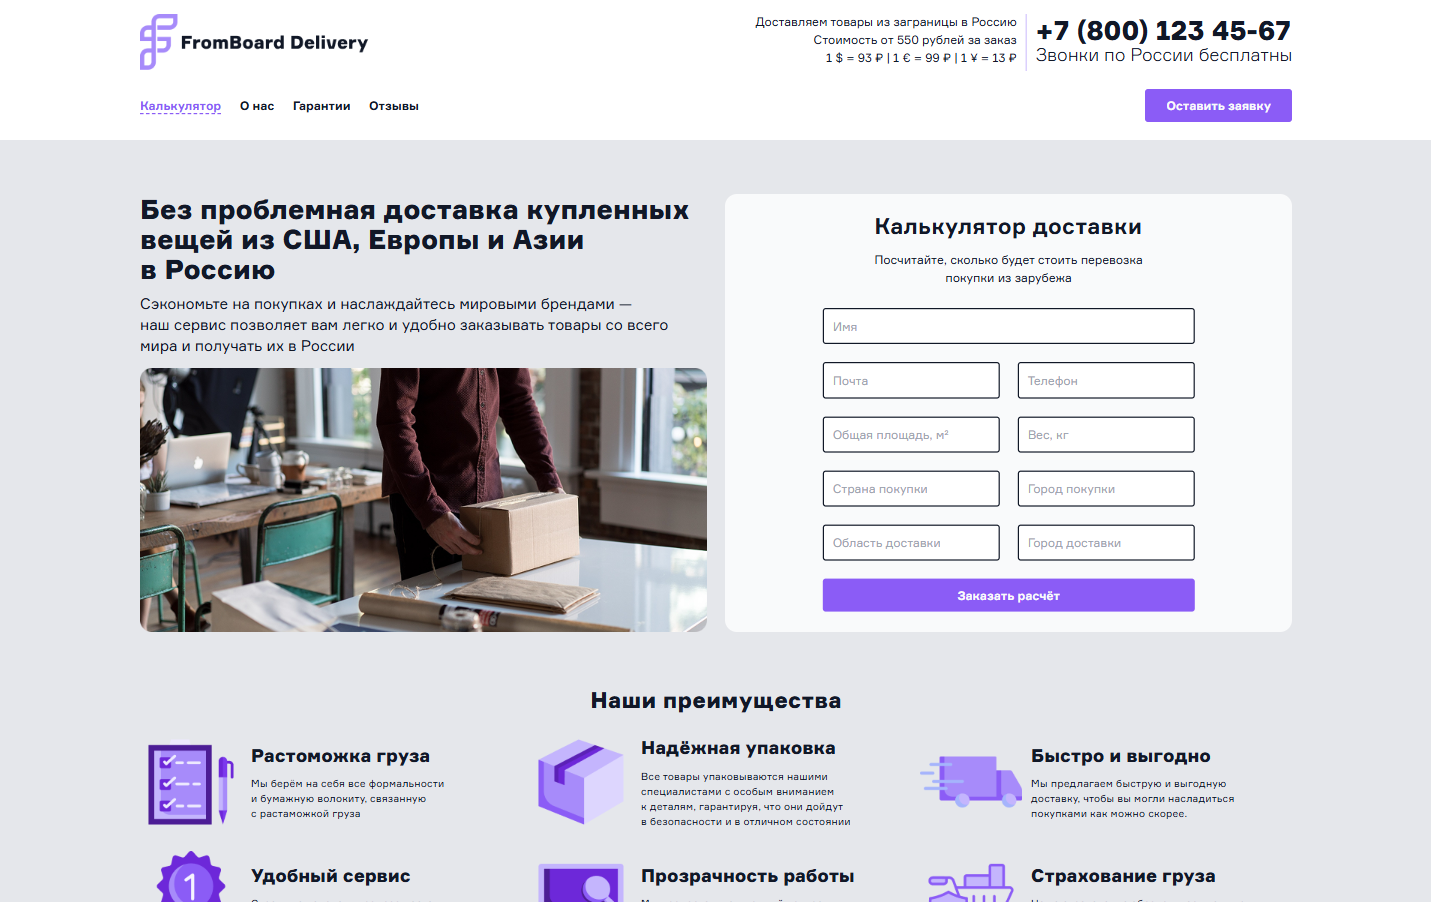 FromBoard Delivery
Доставляем товары из заграницы в Россию
Стоимость от 550 рублей за заказ
1 $ = 93 ₽ | 1 € = 99 ₽ | 1 ¥ = 13 ₽
+7 (800) 123 45-67
Звонки по России бесплатны
Калькулятор О нас Гарантии Отзывы
Оставить заявку
Без проблемная доставка купленных
вещей из США, Европы и Азии
в Россию
Сэкономьте на покупках и наслаждайтесь мировыми брендами —
наш сервис позволяет вам легко и удобно заказывать товары со всего
мира и получать их в России
Калькулятор доставки
Посчитайте, сколько будет стоить перевозка
покупки из зарубежа
Имя
Почта Телефон
Общая площадь, м² Вес, кг
Страна покупки Город покупки
Область доставки Город доставки
Заказать расчёт
Наши преимущества
Растоможка груза
Мы берём на себя все формальности
и бумажную волокиту, связанную
с растаможкой груза
Надёжная упаковка
Все товары упаковываются нашими
специалистами с особым вниманием
к деталям, гарантируя, что они дойдут
в безопасности и в отличном состоянии
Быстро и выгодно
Мы предлагаем быструю и выгодную
доставку, чтобы вы могли насладиться
покупками как можно скорее.
1
Удобный сервис
Прозрачность работы
Страхование груза